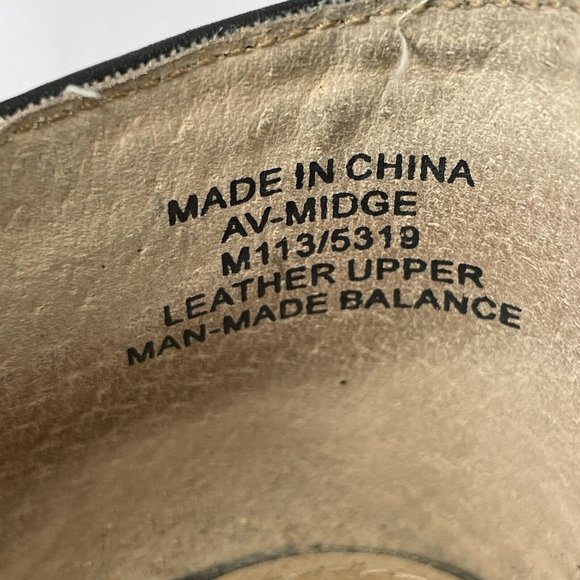 MADE IN CHINA
AV-MIDGE
M113/5319
LEATHER UPPER
MAN-MADE BALANCE